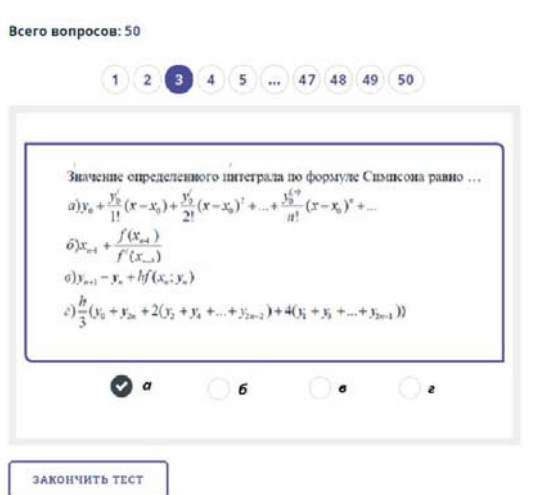 Всего вопросов: 50
1 2 3 4 5 ... 47 48 49 50
Значение определенного интеграла по формуле Симпсона равно ...
а) y₀ + y₀′/1! (x − x₀) + y₀″/2! (x − x₀)² + ... + y₀⁽ⁿ⁾/n! (x − x₀)ⁿ + ...
б) xₙ₋₁ + f(xₙ₋₁)/f′(xₙ₋₁)
в) yₙ₊₁ = yₙ + hf(xₙ; yₙ)
г) h/3 (y₀ + y₂ₙ + 2(y₂ + y₄ + ... + y₂ₙ₋₂) + 4(y₁ + y₃ + ... + y₂ₙ₋₁))
а б в г
ЗАКОНЧИТЬ ТЕСТ